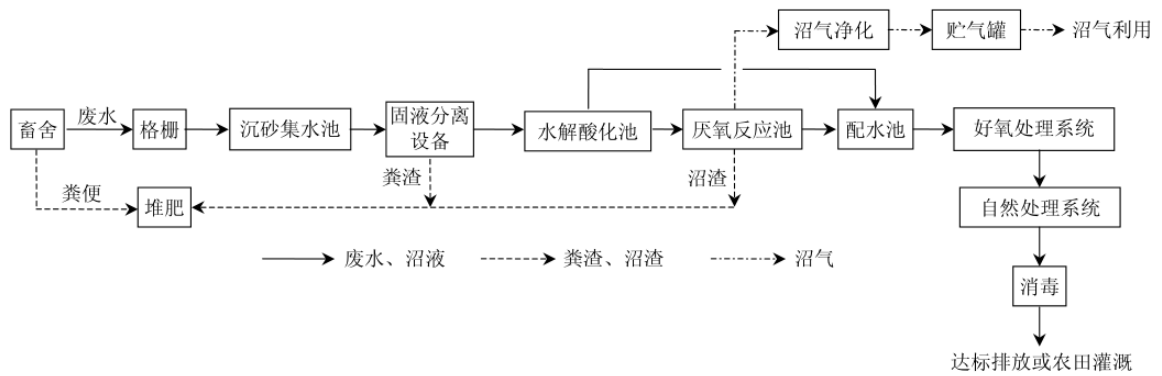 沼气净化
贮气罐
沼气利用
畜舍
废水
格栅
沉砂集水池
固液分离
设备
水解酸化池
厌氧反应池
配水池
好氧处理系统
粪便
堆肥
粪渣
沼渣
自然处理系统
废水、沼液
粪渣、沼渣
沼气
消毒
达标排放或农田灌溉